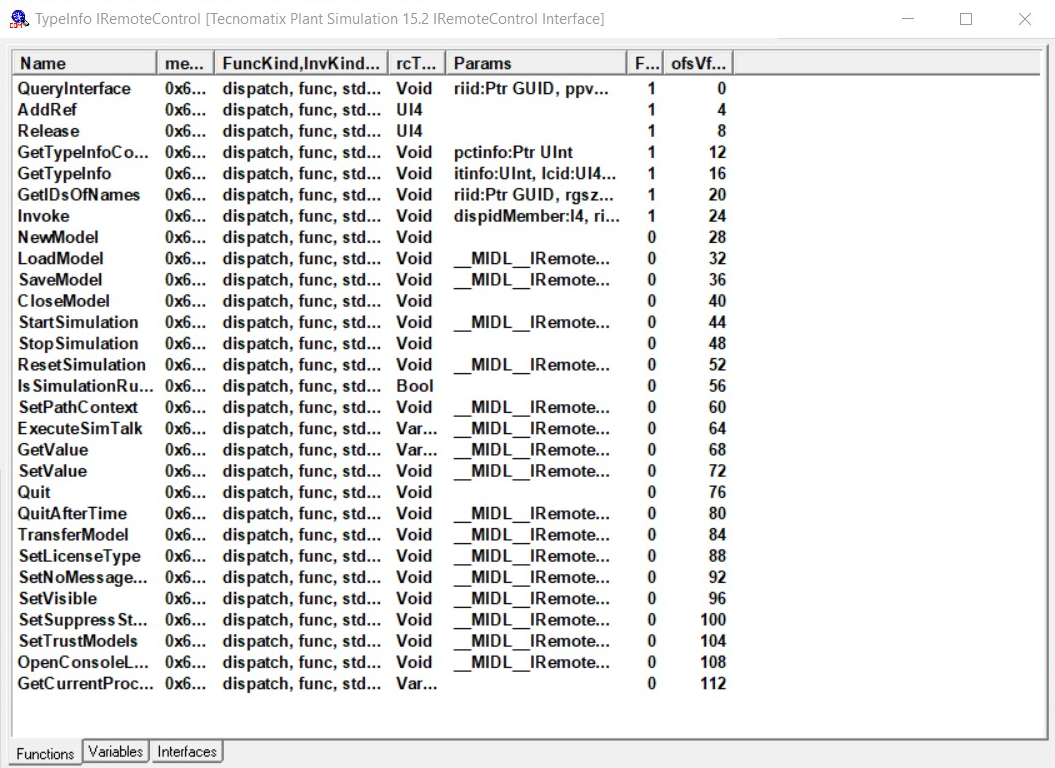 TypeInfo IRemoteControl [Tecnomatix Plant Simulation 15.2 IRemoteControl Interface]
Name me... FuncKind,InvKind... rcT... Params F... ofsVf...
QueryInterface 0x6... dispatch, func, std... Void riid:Ptr GUID, ppv... 1 0
AddRef 0x6... dispatch, func, std... UI4 1 4
Release 0x6... dispatch, func, std... UI4 1 8
GetTypeInfoCo... 0x6... dispatch, func, std... Void pctinfo:Ptr UInt 1 12
GetTypeInfo 0x6... dispatch, func, std... Void itinfo:UInt, lcid:UI4... 1 16
GetIDsOfNames 0x6... dispatch, func, std... Void riid:Ptr GUID, rgsz... 1 20
Invoke 0x6... dispatch, func, std... Void dispidMember:I4, ri... 1 24
NewModel 0x6... dispatch, func, std... Void 0 28
LoadModel 0x6... dispatch, func, std... Void __MIDL__IRemote... 0 32
SaveModel 0x6... dispatch, func, std... Void __MIDL__IRemote... 0 36
CloseModel 0x6... dispatch, func, std... Void 0 40
StartSimulation 0x6... dispatch, func, std... Void __MIDL__IRemote... 0 44
StopSimulation 0x6... dispatch, func, std... Void 0 48
ResetSimulation 0x6... dispatch, func, std... Void __MIDL__IRemote... 0 52
IsSimulationRu... 0x6... dispatch, func, std... Bool 0 56
SetPathContext 0x6... dispatch, func, std... Void __MIDL__IRemote... 0 60
ExecuteSimTalk 0x6... dispatch, func, std... Var... __MIDL__IRemote... 0 64
GetValue 0x6... dispatch, func, std... Var... __MIDL__IRemote... 0 68
SetValue 0x6... dispatch, func, std... Void __MIDL__IRemote... 0 72
Quit 0x6... dispatch, func, std... Void 0 76
QuitAfterTime 0x6... dispatch, func, std... Void __MIDL__IRemote... 0 80
TransferModel 0x6... dispatch, func, std... Void __MIDL__IRemote... 0 84
SetLicenseType 0x6... dispatch, func, std... Void __MIDL__IRemote... 0 88
SetNoMessage... 0x6... dispatch, func, std... Void __MIDL__IRemote... 0 92
SetVisible 0x6... dispatch, func, std... Void __MIDL__IRemote... 0 96
SetSuppressSt... 0x6... dispatch, func, std... Void __MIDL__IRemote... 0 100
SetTrustModels 0x6... dispatch, func, std... Void __MIDL__IRemote... 0 104
OpenConsoleL... 0x6... dispatch, func, std... Void __MIDL__IRemote... 0 108
GetCurrentProc... 0x6... dispatch, func, std... Var... 0 112
Functions Variables Interfaces